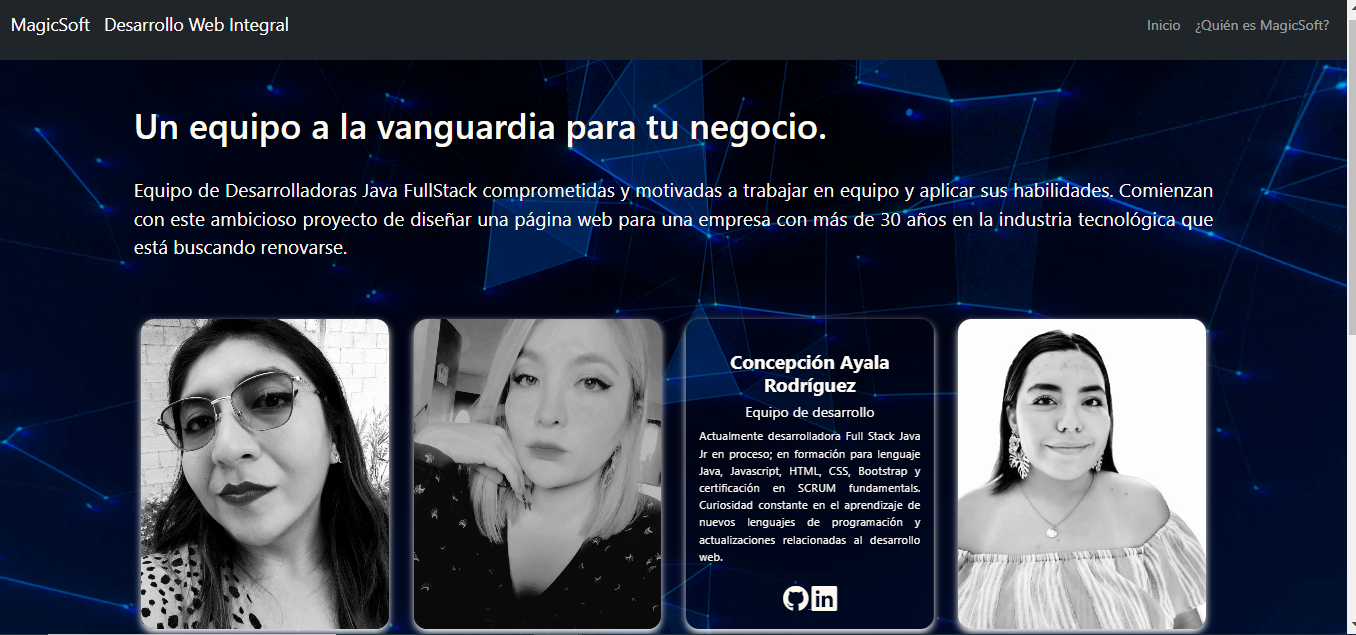 MagicSoft Desarrollo Web Integral
Inicio ¿Quién es MagicSoft?
Un equipo a la vanguardia para tu negocio.
Equipo de Desarrolladoras Java FullStack comprometidas y motivadas a trabajar en equipo y aplicar sus habilidades. Comienzan
con este ambicioso proyecto de diseñar una página web para una empresa con más de 30 años en la industria tecnológica que
está buscando renovarse.
Concepción Ayala
Rodríguez
Equipo de desarrollo
Actualmente desarrolladora Full Stack Java
Jr en proceso; en formación para lenguaje
Java, Javascript, HTML, CSS, Bootstrap y
certificación en SCRUM fundamentals.
Curiosidad constante en el aprendizaje de
nuevos lenguajes de programación y
actualizaciones relacionadas al desarrollo
web.
in